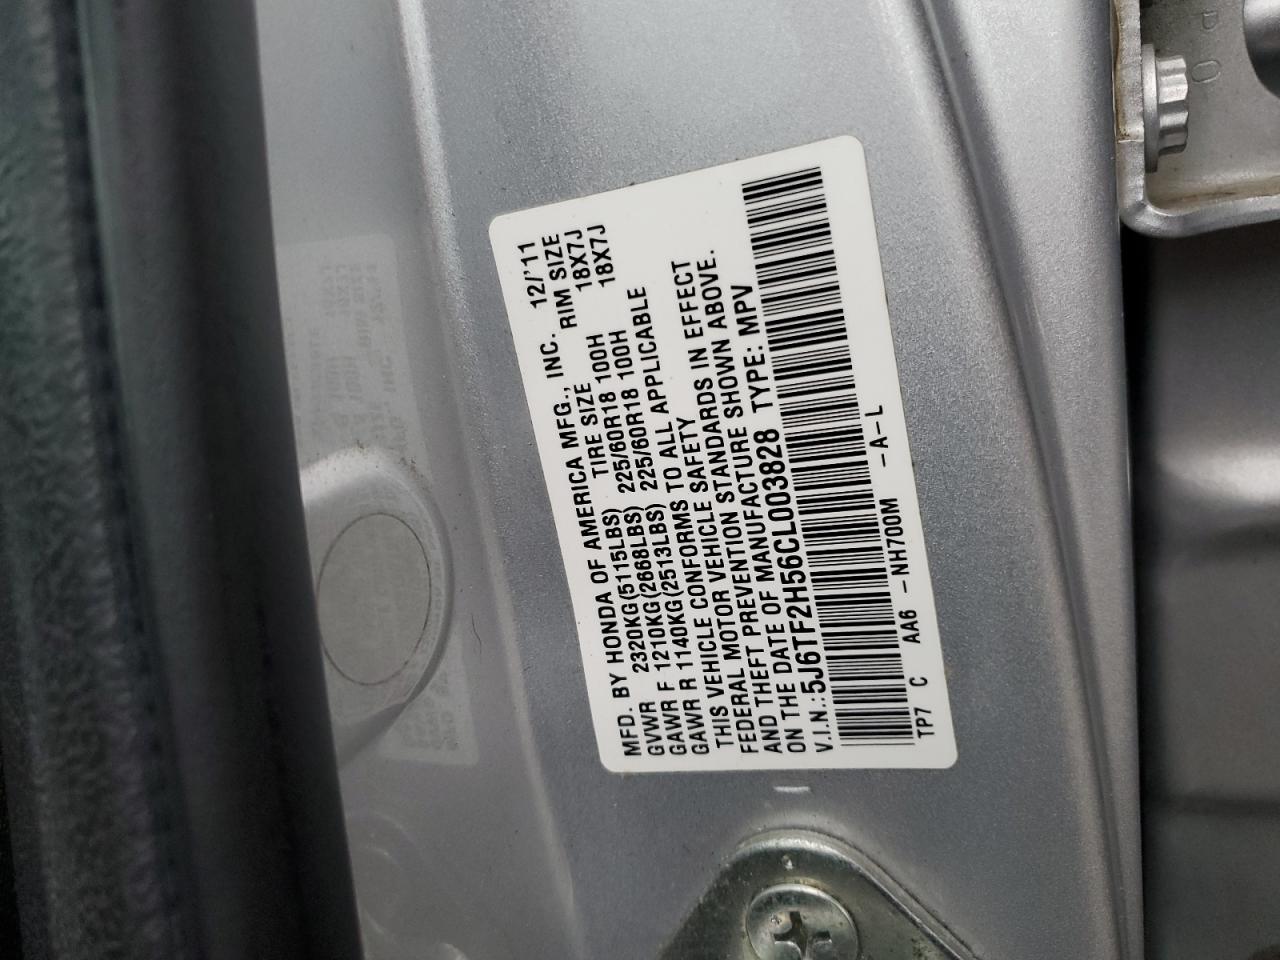 MFD. BY HONDA OF AMERICA MFG., INC. 12/'11
GVWR 2320KG(5115LBS) TIRE SIZE RIM SIZE
GAWR F 1210KG(2668LBS) 225/60R18 100H 18X7J
GAWR R 1140KG(2513LBS) 225/60R18 100H 18X7J
THIS VEHICLE CONFORMS TO ALL APPLICABLE
FEDERAL MOTOR VEHICLE SAFETY
AND THEFT PREVENTION STANDARDS IN EFFECT
ON THE DATE OF MANUFACTURE SHOWN ABOVE.
V.I.N.:5J6TF2H56CL003828 TYPE: MPV
TP7 C AA6 -NH700M -A-L